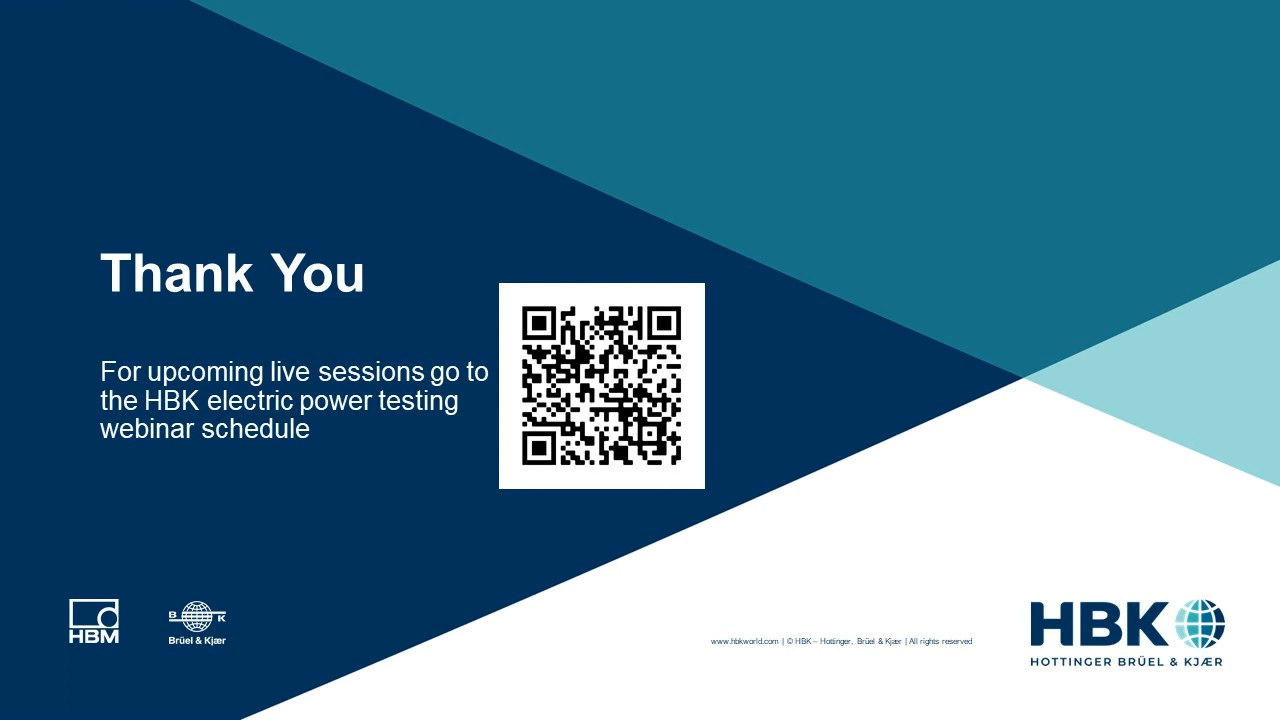 Thank You
For upcoming live sessions go to
the HBK electric power testing
webinar schedule
HBM
B K
Brüel & Kjær
www.hbkworld.com | © HBK – Hottinger, Brüel & Kjær | All rights reserved
HBK
HOTTINGER BRÜEL & KJÆR